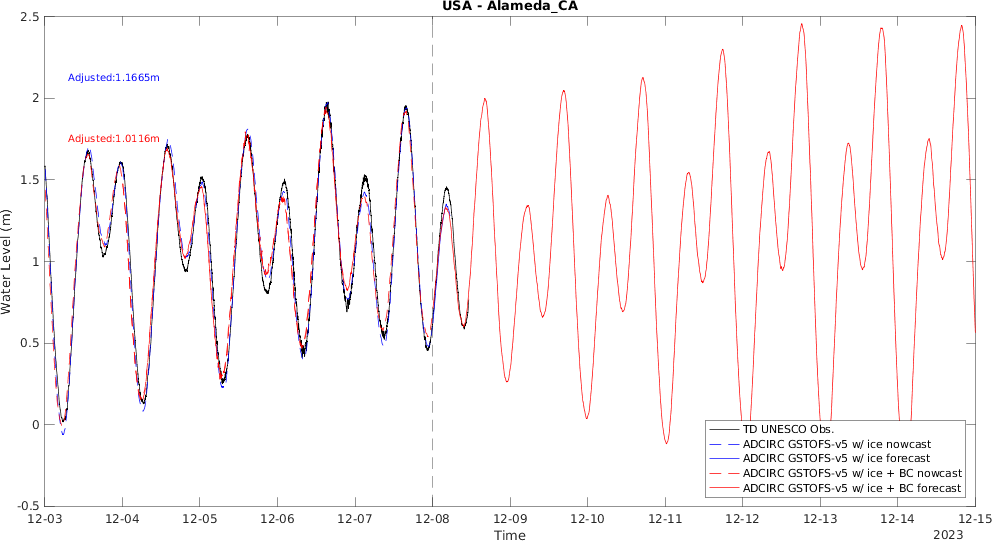 USA - Alameda_CA
2.5
2
1.5
1
0.5
0
-0.5
Water Level (m)
Adjusted:1.1665m
Adjusted:1.0116m
TD UNESCO Obs.
ADCIRC GSTOFS-v5 w/ ice nowcast
ADCIRC GSTOFS-v5 w/ ice forecast
ADCIRC GSTOFS-v5 w/ ice + BC nowcast
ADCIRC GSTOFS-v5 w/ ice + BC forecast
12-03 12-04 12-05 12-06 12-07 12-08 12-09 12-10 12-11 12-12 12-13 12-14 12-15
Time
2023